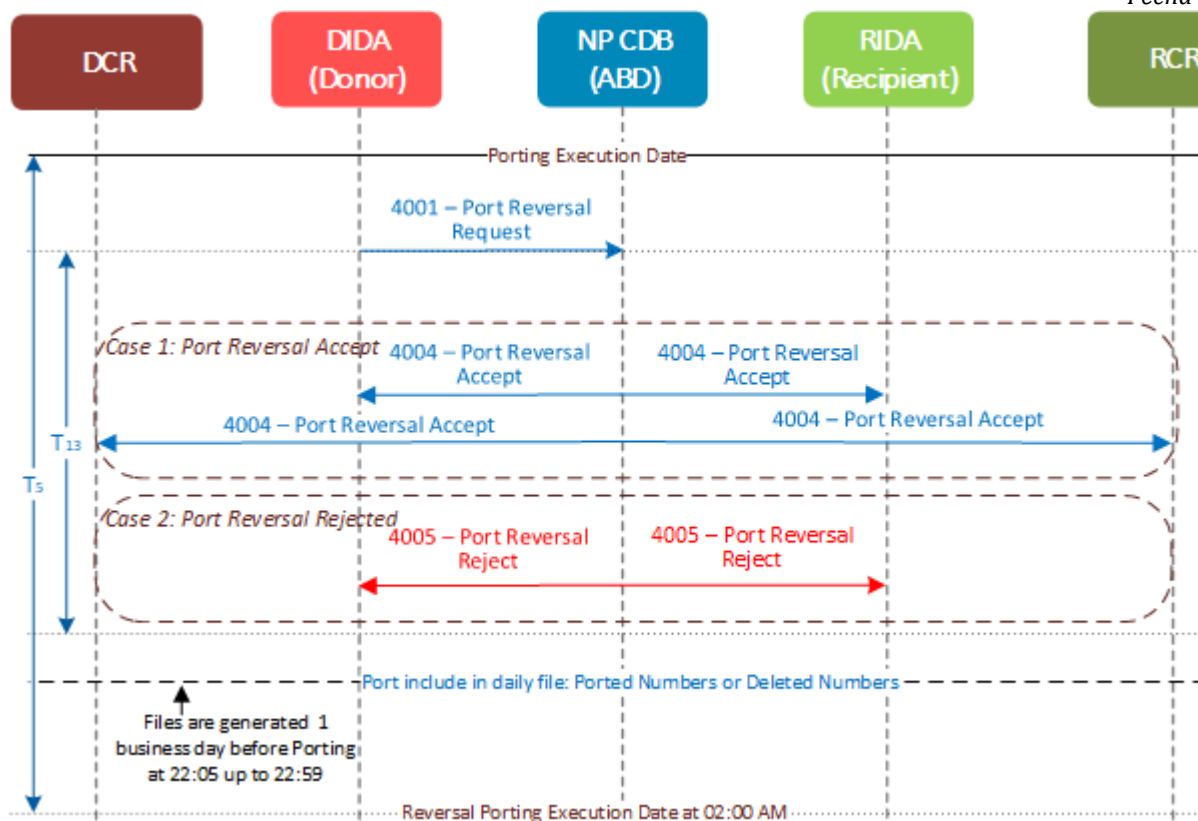 Fecha
DCR
DIDA
(Donor)
NP CDB
(ABD)
RIDA
(Recipient)
RCR
Porting Execution Date
4001 – Port Reversal
Request
Case 1: Port Reversal Accept
4004 – Port Reversal
Accept
4004 – Port Reversal
Accept
4004 – Port Reversal Accept
4004 – Port Reversal Accept
T13
T5
Case 2: Port Reversal Rejected
4005 – Port Reversal
Reject
4005 – Port Reversal
Reject
Port include in daily file: Ported Numbers or Deleted Numbers
Files are generated 1
business day before Porting
at 22:05 up to 22:59
Reversal Porting Execution Date at 02:00 AM